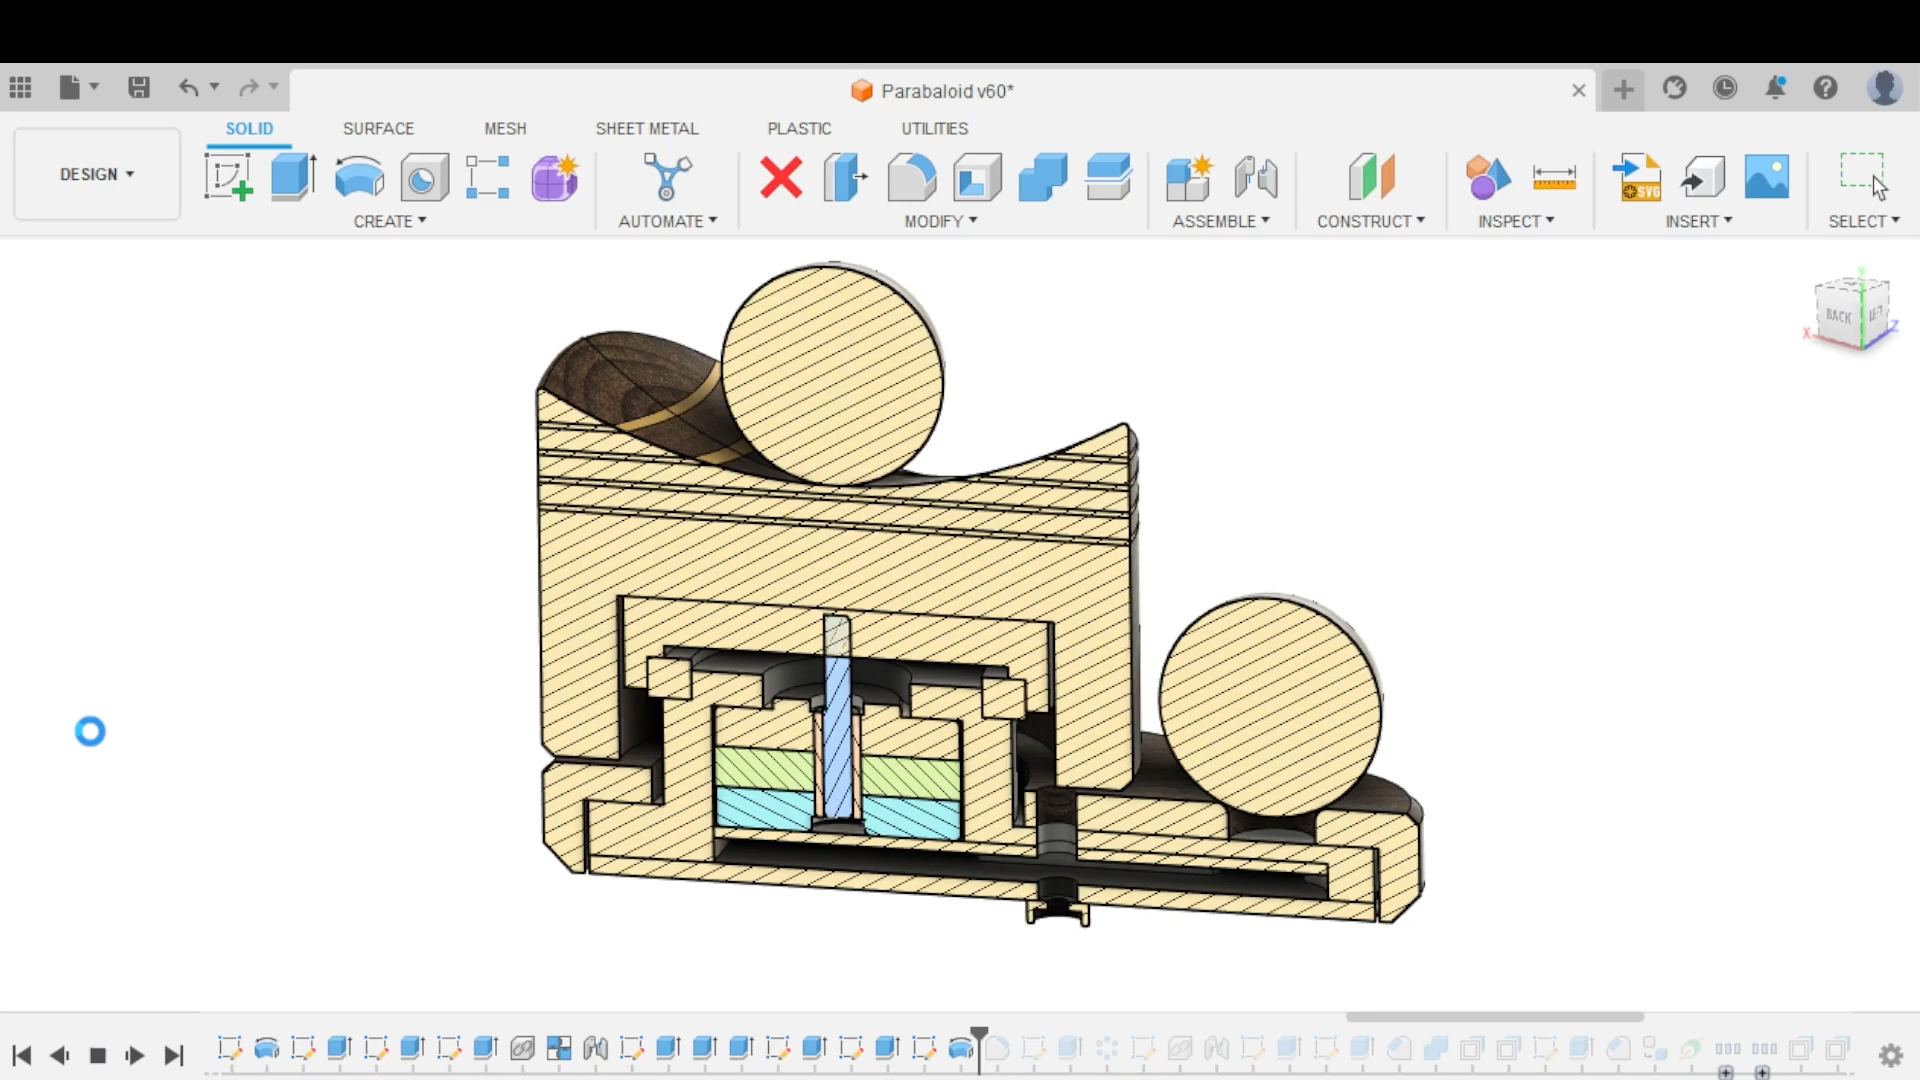 Parabaloid v60*
SOLID SURFACE MESH SHEET METAL PLASTIC UTILITIES
DESIGN
SVG
CREATE AUTOMATE MODIFY ASSEMBLE CONSTRUCT INSPECT INSERT SELECT
Y
BACK LEFT
X Z